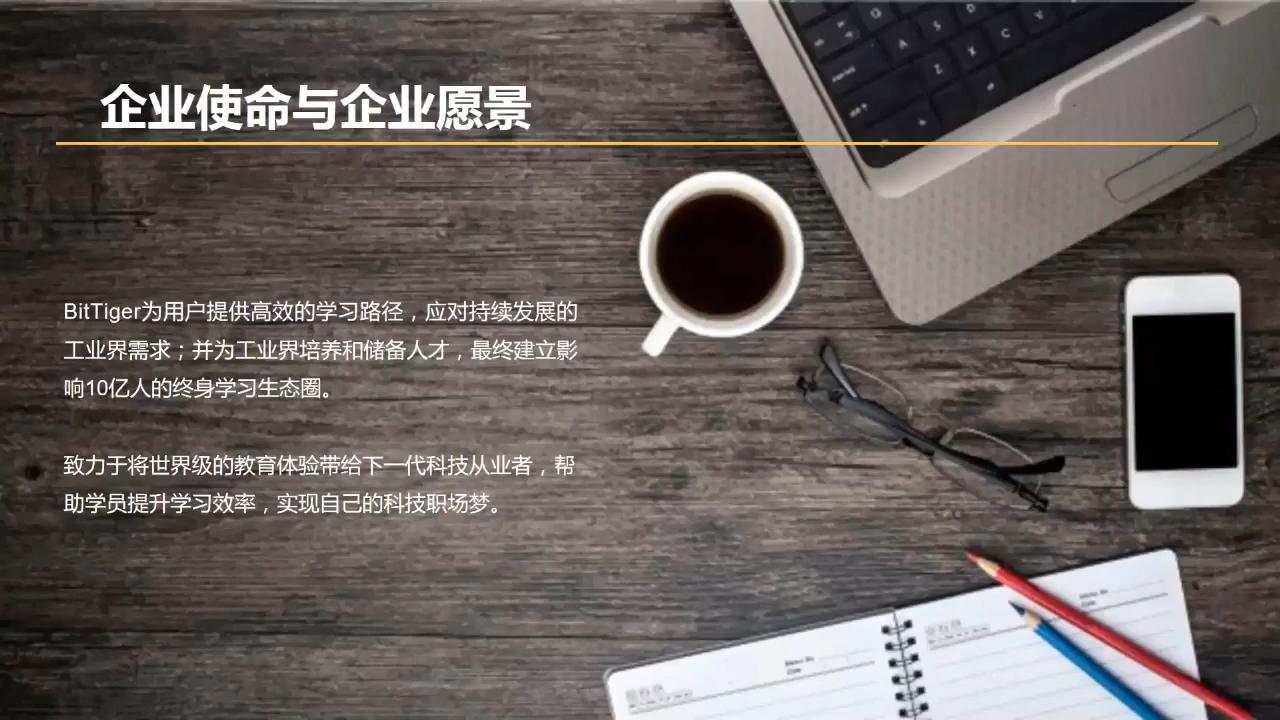 企业使命与企业愿景
BitTiger为用户提供高效的学习路径，应对持续发展的
工业界需求；并为工业界培养和储备人才，最终建立影
响10亿人的终身学习生态圈。
致力于将世界级的教育体验带给下一代科技从业者，帮
助学员提升学习效率，实现自己的科技职场梦。